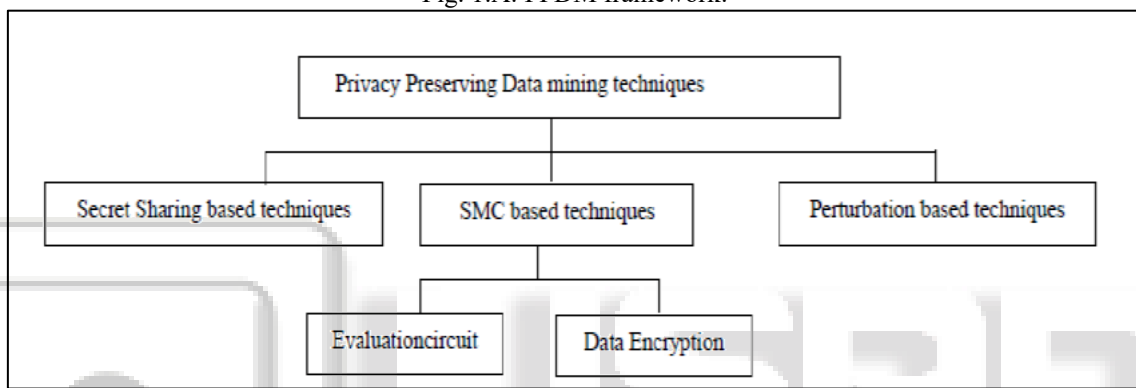 Fig. 1.A. PPDM framework.
Privacy Preserving Data mining techniques
Secret Sharing based techniques
SMC based techniques
Perturbation based techniques
Evaluationcircuit
Data Encryption